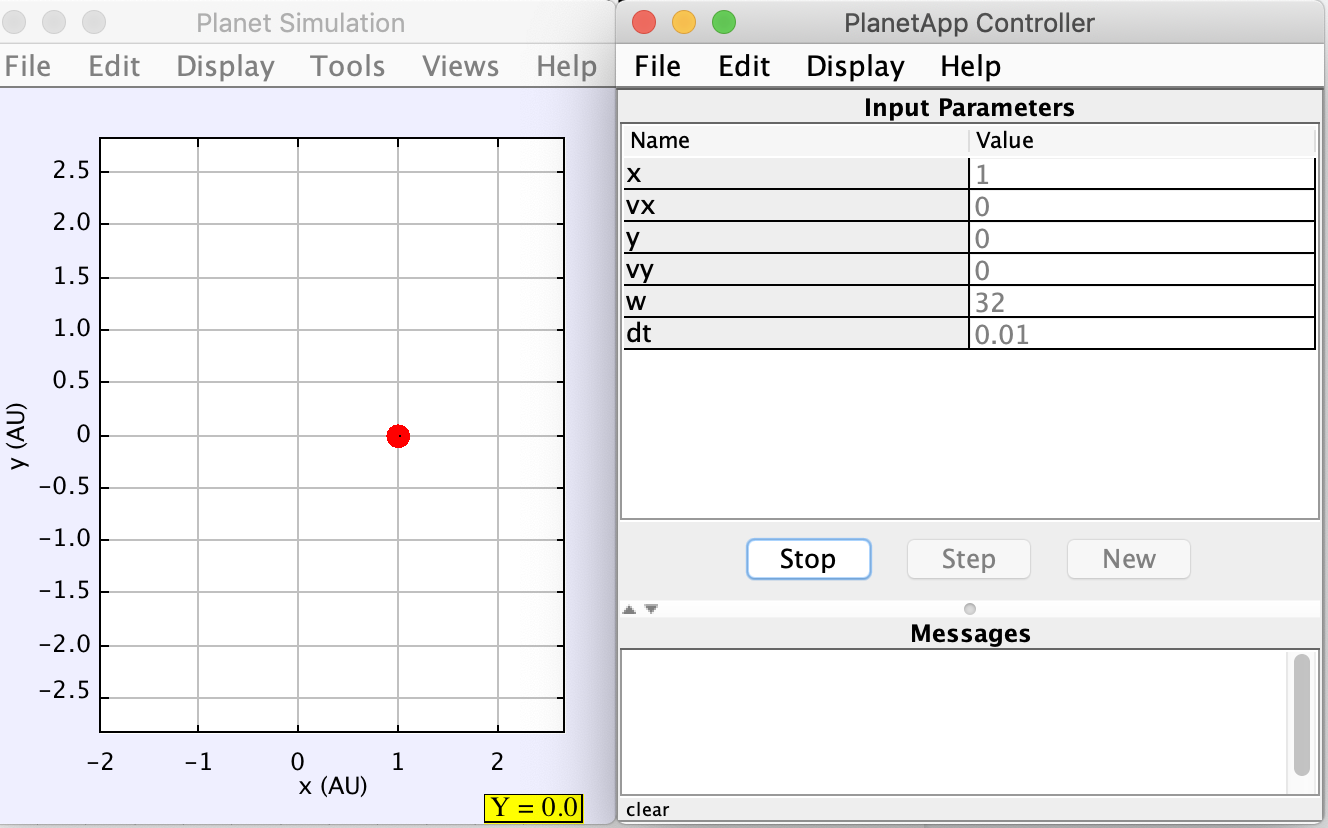 Planet Simulation
File Edit Display Tools Views Help
2.5
2.0
1.5
1.0
0.5
0
-0.5
-1.0
-1.5
-2.0
-2.5
y (AU)
-2 -1 0 1 2
x (AU)
Y = 0.0
PlanetApp Controller
File Edit Display Help
Input Parameters
Name Value
x 1
vx 0
y 0
vy 0
w 32
dt 0.01
Stop Step New
Messages
clear